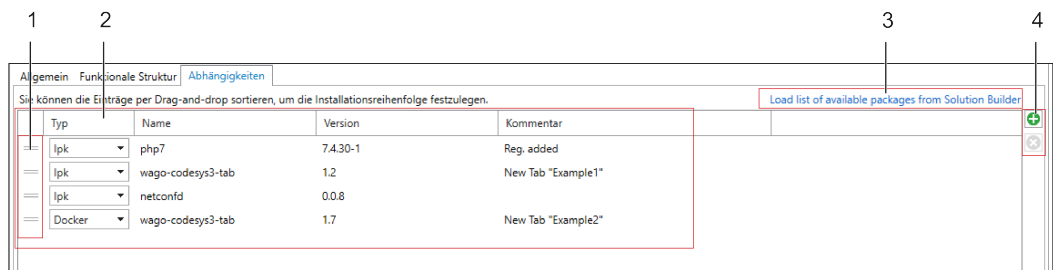 1 2 3 4
Allgemein Funktionale Struktur Abhängigkeiten
Sie können die Einträge per Drag-and-drop sortieren, um die Installationsreihenfolge festzulegen. Load list of available packages from Solution Builder
Typ Name Version Kommentar
Ipk php7 7.4.30-1 Reg. added
Ipk wago-codesys3-tab 1.2 New Tab "Example1"
Ipk netconfd 0.0.8
Docker wago-codesys3-tab 1.7 New Tab "Example2"